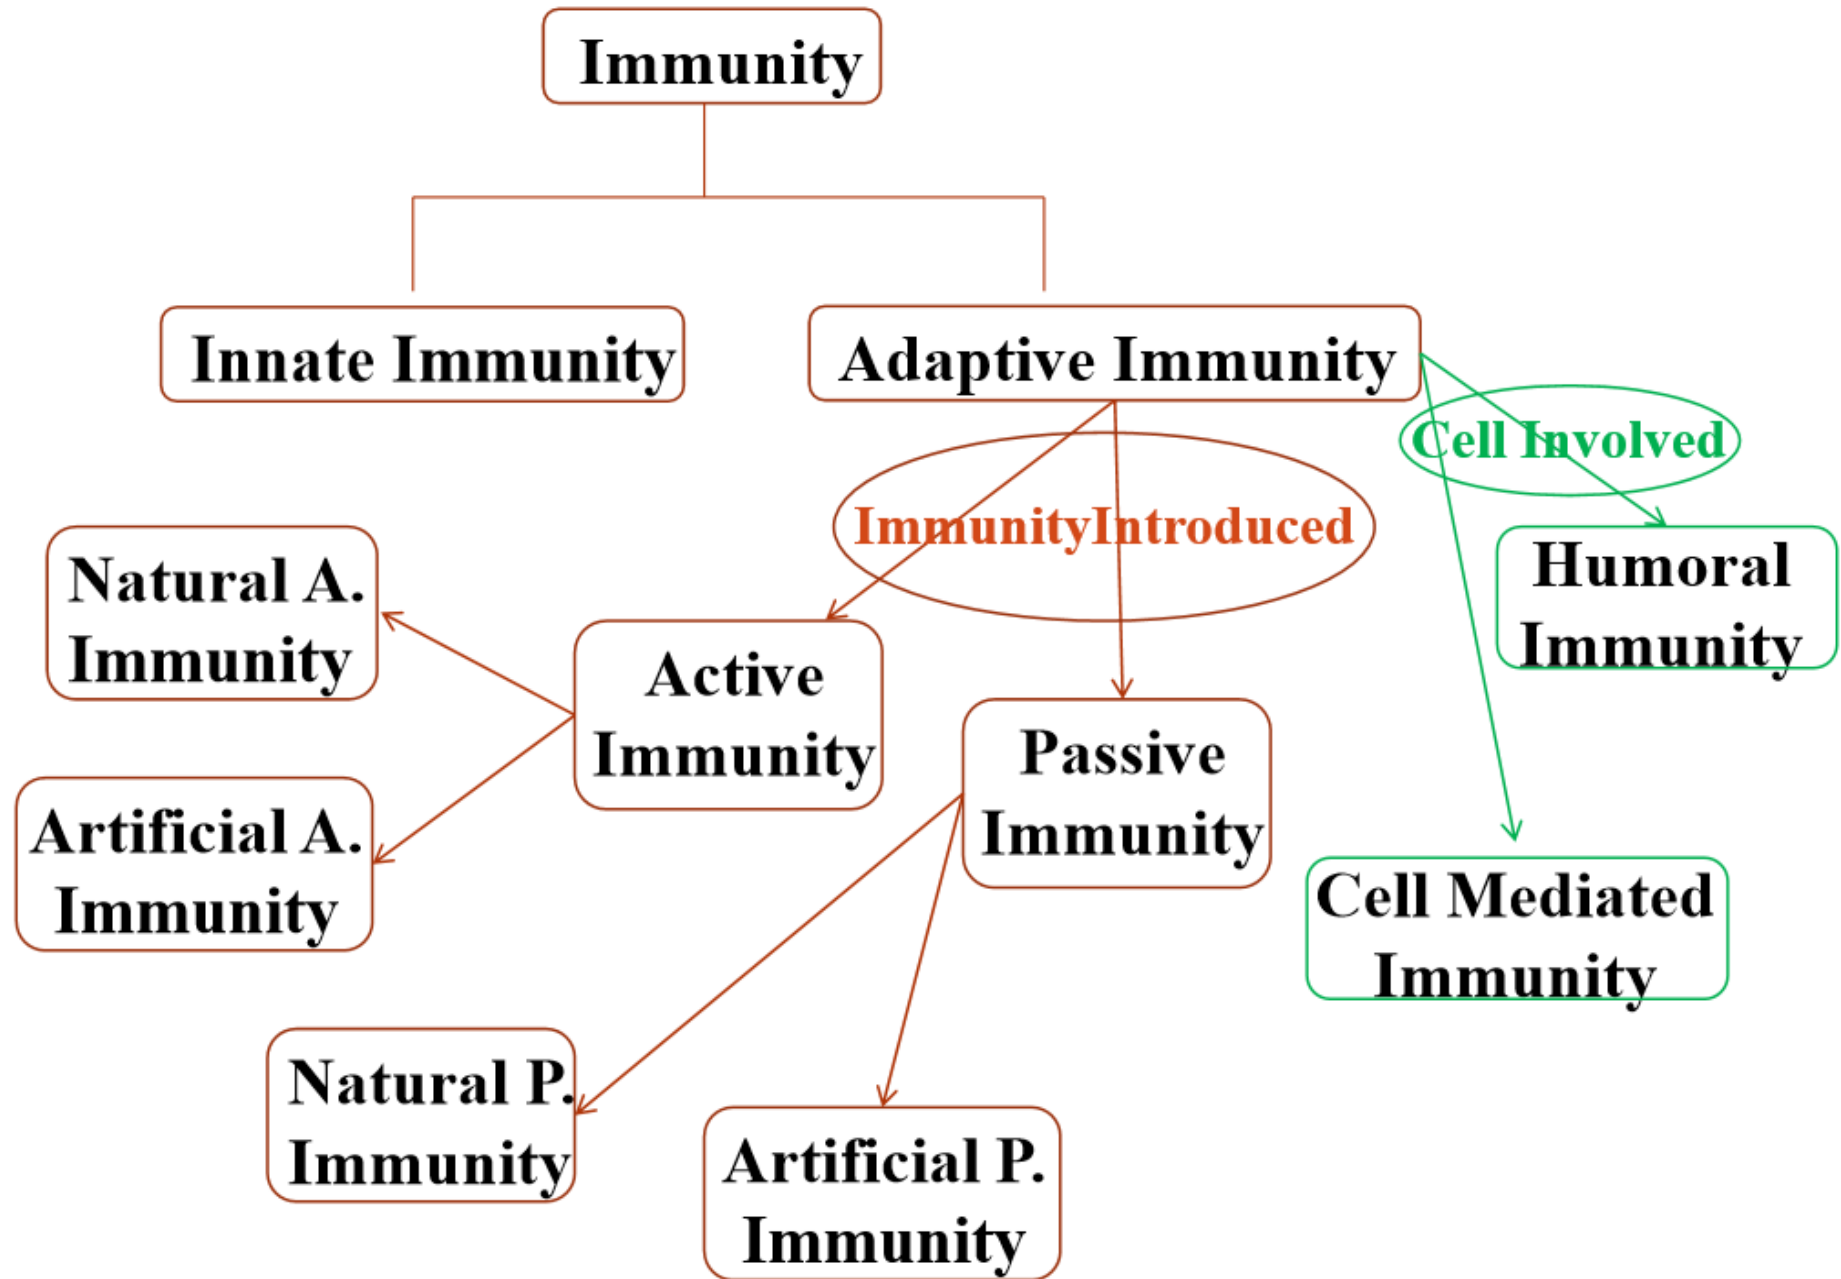 Immunity
Innate Immunity
Adaptive Immunity
Cell Involved
ImmunityIntroduced
Humoral
Immunity
Natural A.
Immunity
Active
Immunity
Passive
Immunity
Artificial A.
Immunity
Cell Mediated
Immunity
Natural P.
Immunity
Artificial P.
Immunity